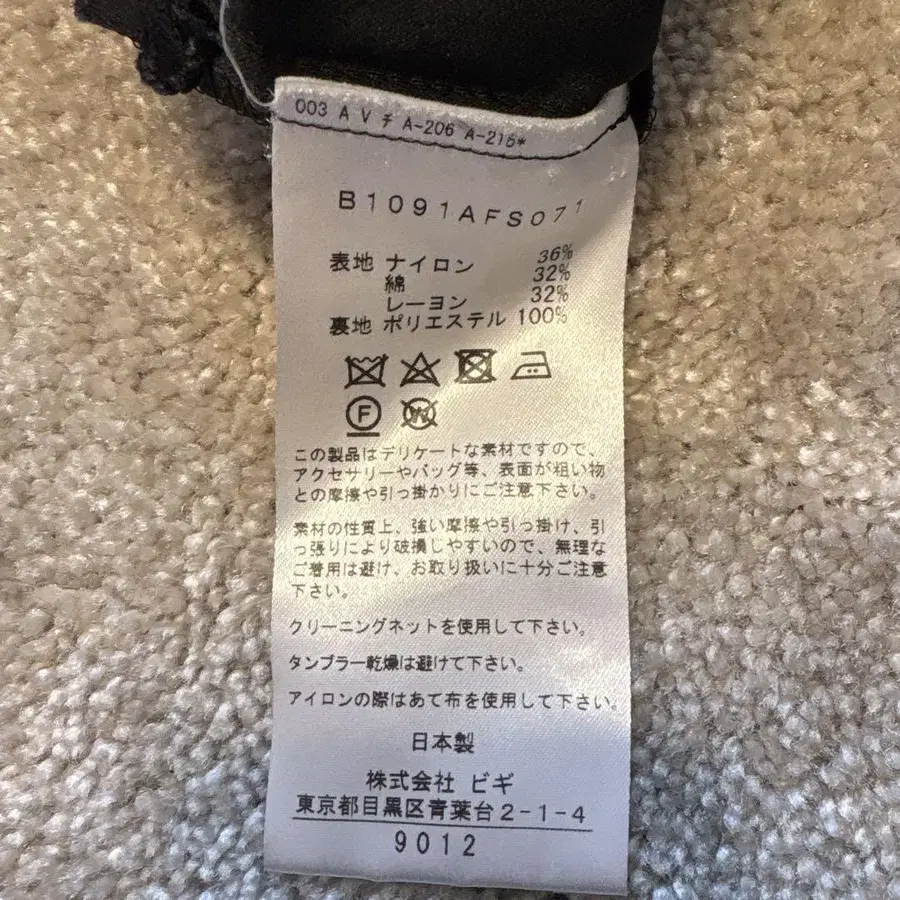 003 A V チ A-206 A-215*
B1091AFS071
表地 ナイロン 36%
綿 32%
レーヨン 32%
裏地 ポリエステル 100%
F
W
この製品はデリケートな素材ですので、
アクセサリーやバッグ等、表面が粗い物
との摩擦や引っ掛かりにご注意下さい。
素材の性質上、強い摩擦や引っ掛け、引
っ張りにより破損しやすいので、無理な
ご着用は避け、お取り扱いに十分ご注意
下さい。
クリーニングネットを使用して下さい。
タンブラー乾燥は避けて下さい。
アイロンの際はあて布を使用して下さい。
日本製
株式会社 ビギ
東京都目黒区青葉台2-1-4
9012